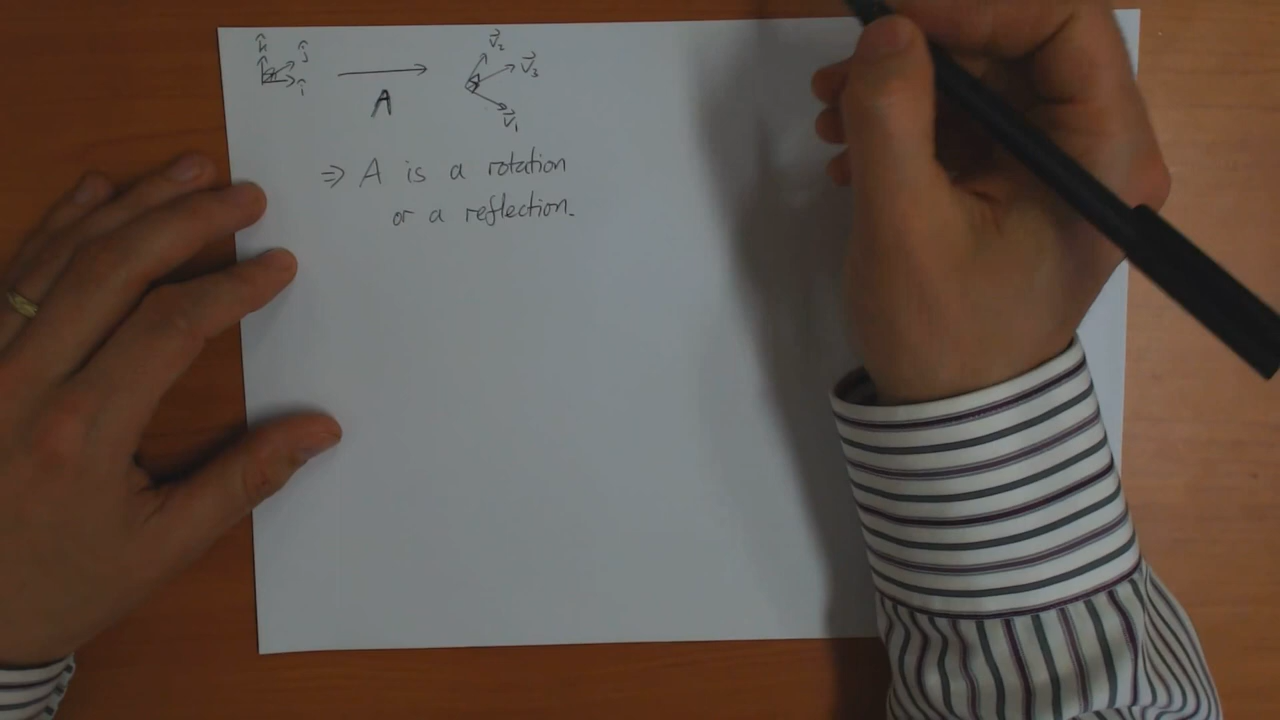 k̂ ĵ î
A
v⃗₂ v⃗₃ v⃗₁
⇒ A is a rotation
or a reflection.